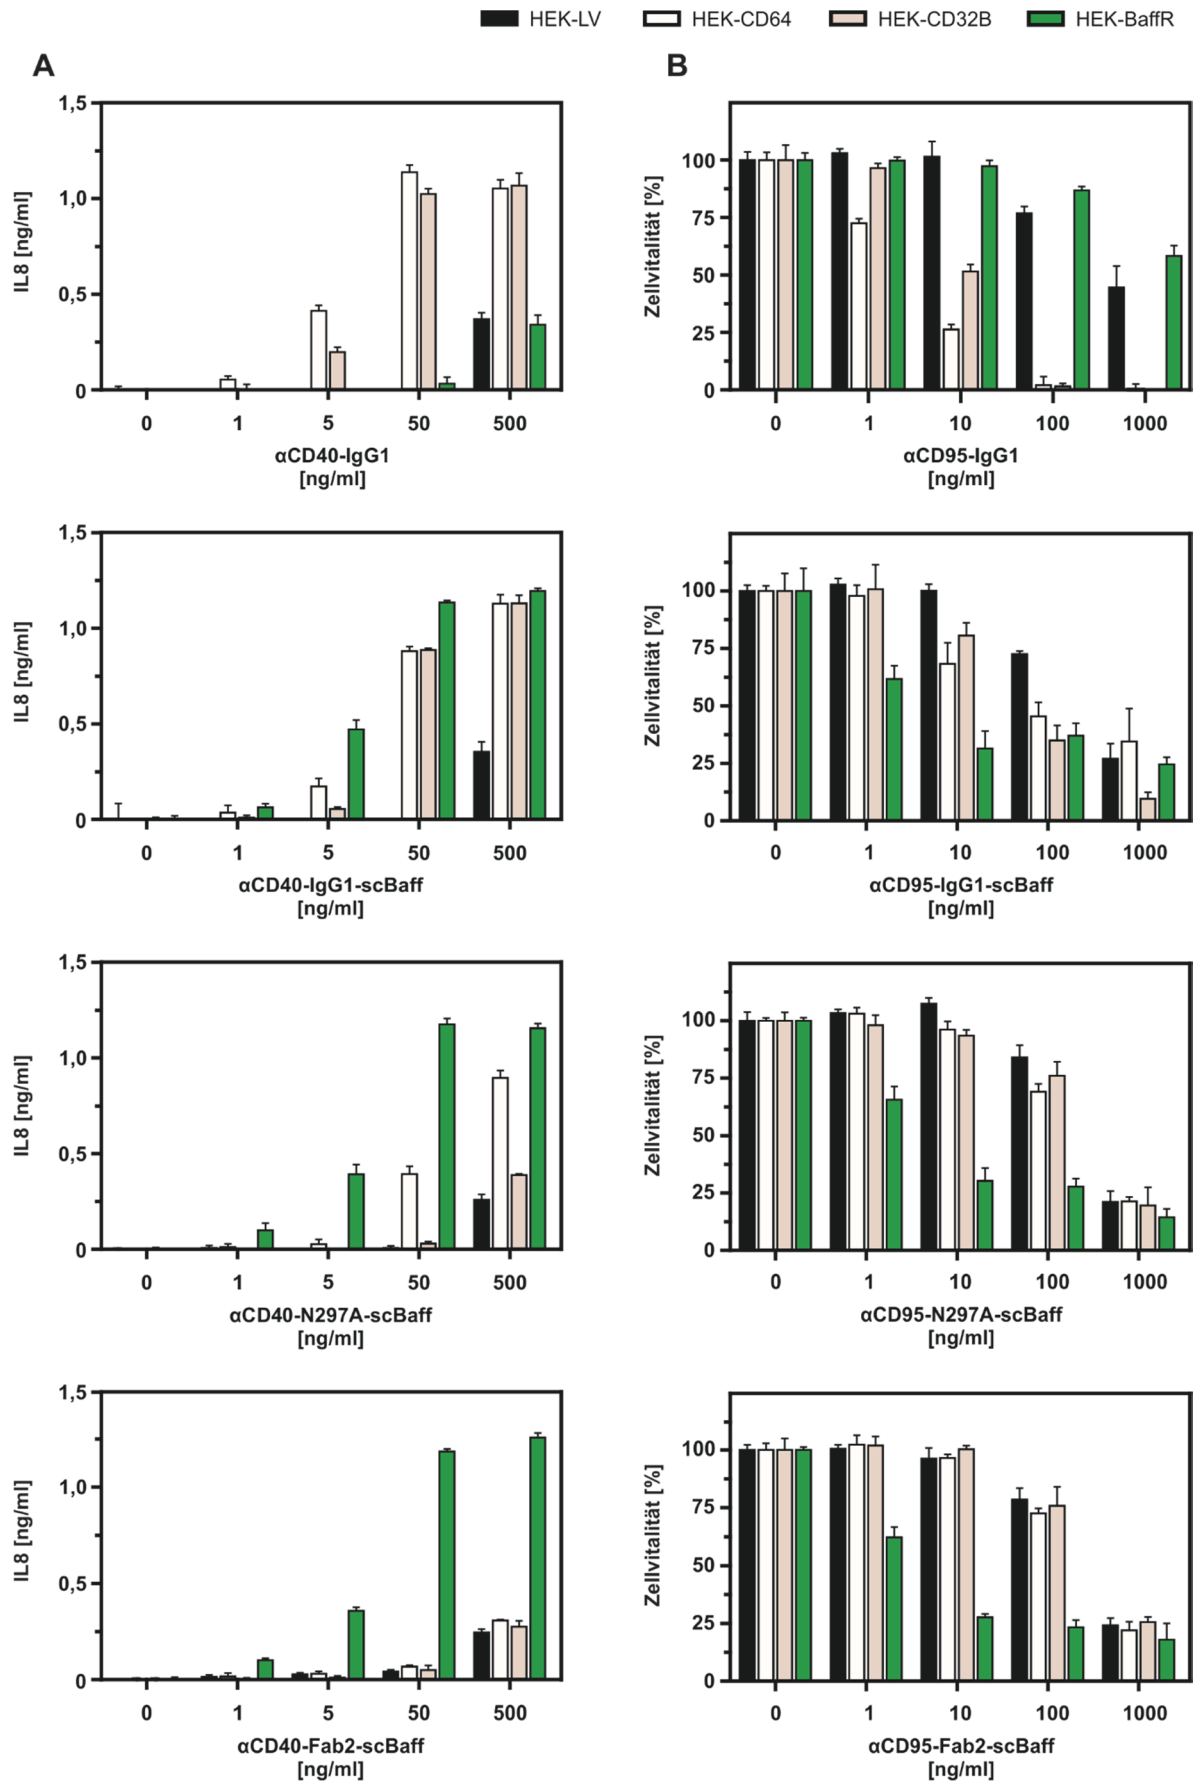 HEK-LV HEK-CD64 HEK-CD32B HEK-BaffR
A
1,5
1,0
0,5
0
IL8 [ng/ml]
0 1 5 50 500
αCD40-IgG1
[ng/ml]
1,5
1,0
0,5
0
IL8 [ng/ml]
0 1 5 50 500
αCD40-IgG1-scBaff
[ng/ml]
1,5
1,0
0,5
0
IL8 [ng/ml]
0 1 5 50 500
αCD40-N297A-scBaff
[ng/ml]
1,5
1,0
0,5
0
IL8 [ng/ml]
0 1 5 50 500
αCD40-Fab2-scBaff
[ng/ml]
B
100
75
50
25
0
Zellvitalität [%]
0 1 10 100 1000
αCD95-IgG1
[ng/ml]
100
75
50
25
0
Zellvitalität [%]
0 1 10 100 1000
αCD95-IgG1-scBaff
[ng/ml]
100
75
50
25
0
Zellvitalität [%]
0 1 10 100 1000
αCD95-N297A-scBaff
[ng/ml]
100
75
50
25
0
Zellvitalität [%]
0 1 10 100 1000
αCD95-Fab2-scBaff
[ng/ml]